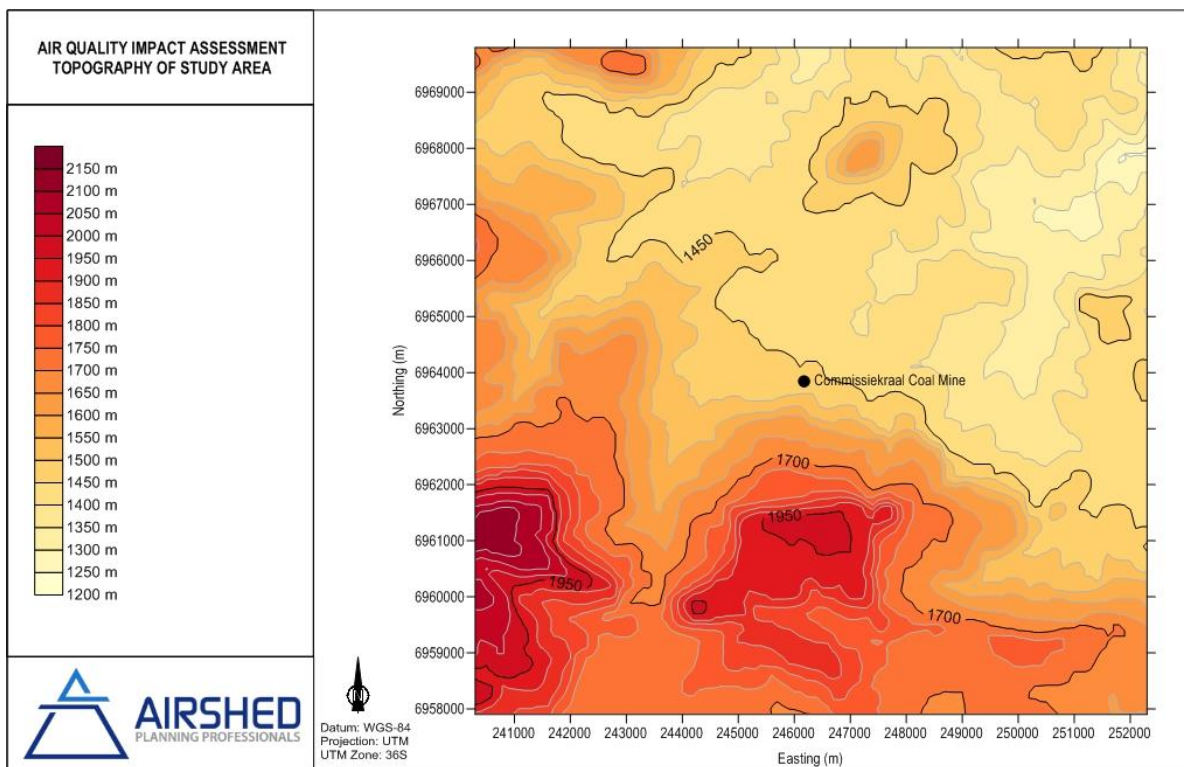 AIR QUALITY IMPACT ASSESSMENT
TOPOGRAPHY OF STUDY AREA
2150 m
2100 m
2050 m
2000 m
1950 m
1900 m
1850 m
1800 m
1750 m
1700 m
1650 m
1600 m
1550 m
1500 m
1450 m
1400 m
1350 m
1300 m
1250 m
1200 m
AIRSHED
PLANNING PROFESSIONALS
Datum: WGS-84
Projection: UTM
UTM Zone: 36S
Northing (m)
6969000
6968000
6967000
6966000
6965000
6964000
6963000
6962000
6961000
6960000
6959000
6958000
1450
Commissiekraal Coal Mine
1700
1950
1950
1700
241000 242000 243000 244000 245000 246000 247000 248000 249000 250000 251000 252000
Easting (m)